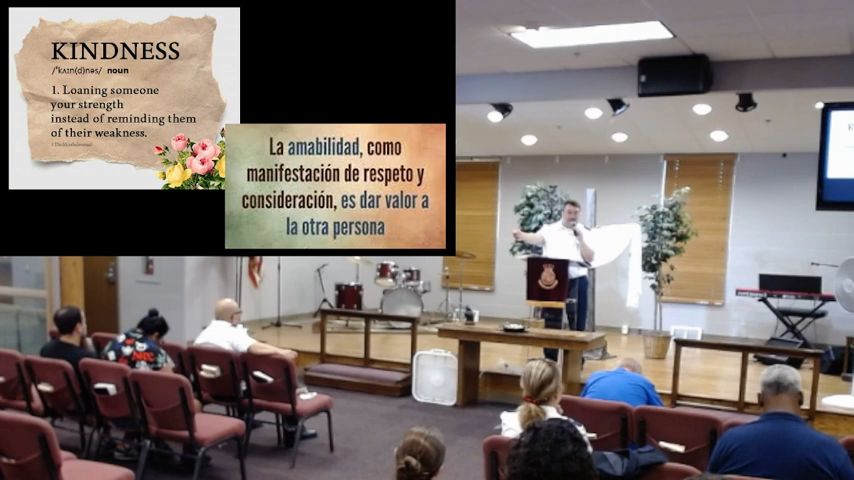 KINDNESS
/'kʌɪn(d)nəs/ noun
1. Loaning someone
your strength
instead of reminding them
of their weakness.
La amabilidad, como
manifestación de respeto y
consideración, es dar valor a
la otra persona